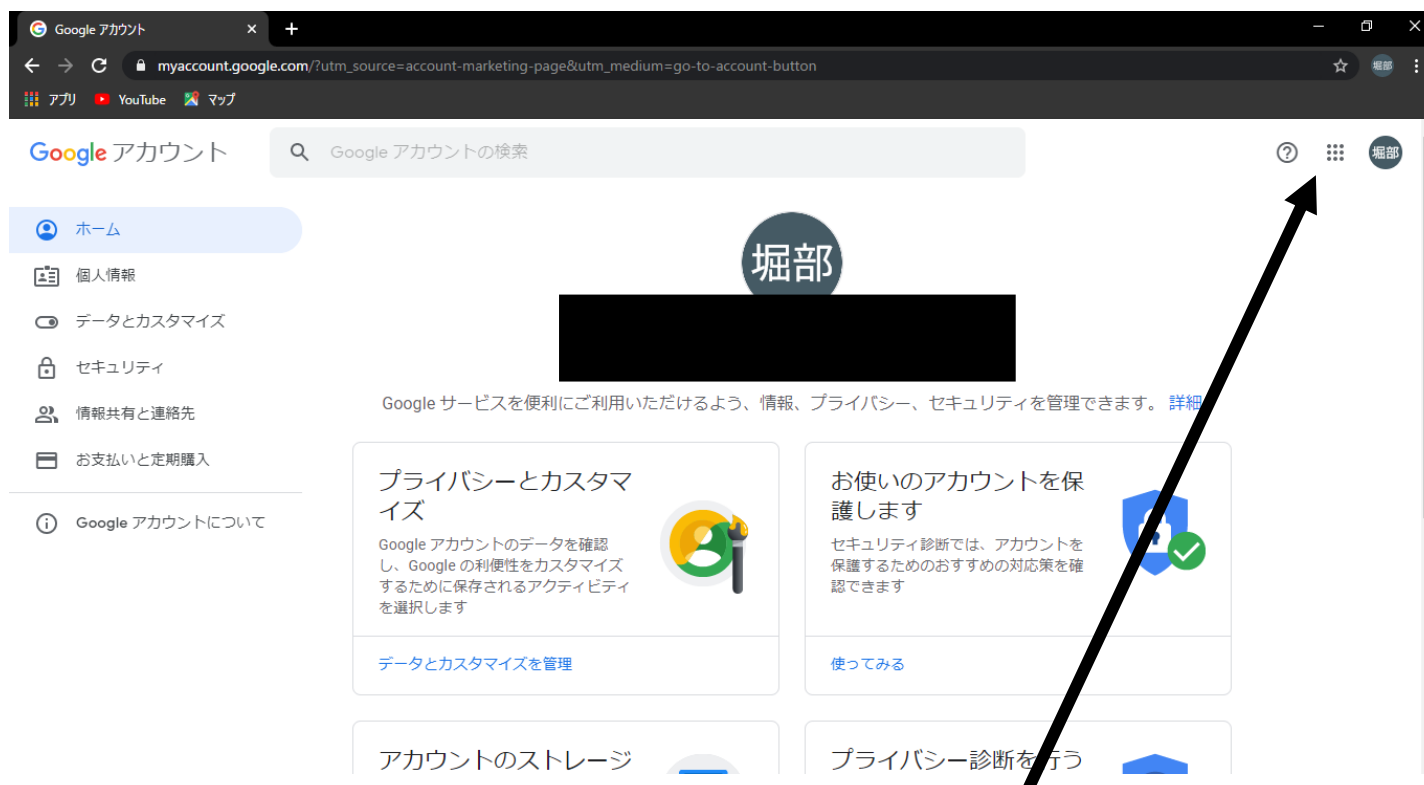 Google アカウント
myaccount.google.com/?utm_source=account-marketing-page&utm_medium=go-to-account-button
堀部
アプリ YouTube マップ
Google アカウント
Google アカウントの検索
堀部
ホーム
個人情報
データとカスタマイズ
セキュリティ
情報共有と連絡先
お支払いと定期購入
Google アカウントについて
堀部
Google サービスを便利にご利用いただけるよう、情報、プライバシー、セキュリティを管理できます。 詳細
プライバシーとカスタマ
イズ
Google アカウントのデータを確認
し、Google の利便性をカスタマイズ
するために保存されるアクティビティ
を選択します
データとカスタマイズを管理
お使いのアカウントを保
護します
セキュリティ診断では、アカウントを
保護するためのおすすめの対応策を確
認できます
使ってみる
アカウントのストレージ
プライバシー診断を行う